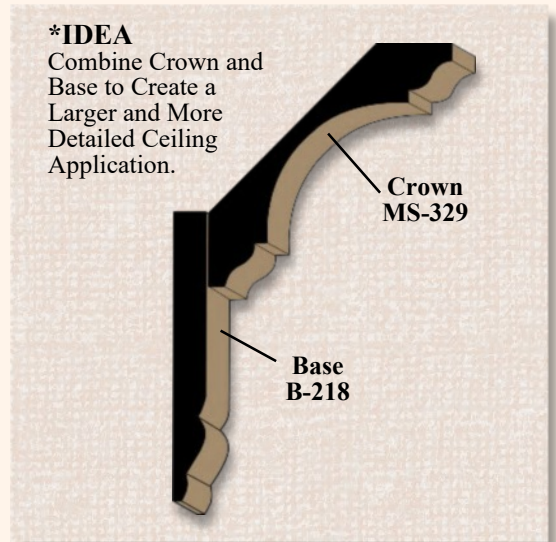 *IDEA
Combine Crown and
Base to Create a
Larger and More
Detailed Ceiling
Application.
Crown
MS-329
Base
B-218